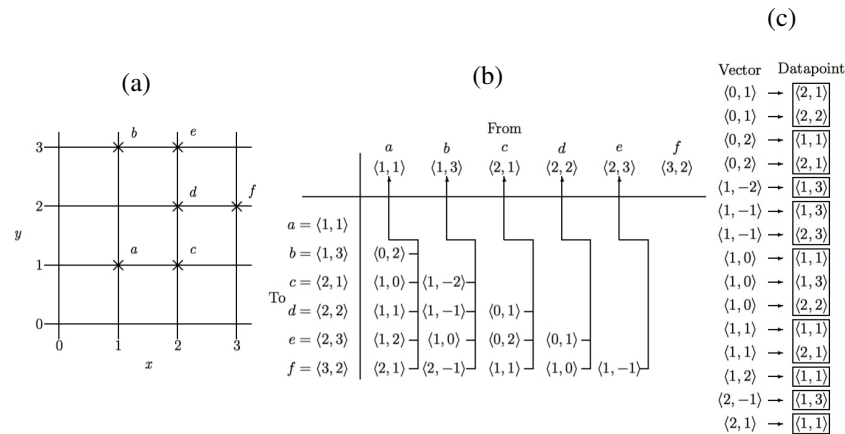 (a)
b e
3
d f
2
y
a c
1
0
0 1 2 3
x
(b)
From
a b c d e f
⟨1, 1⟩ ⟨1, 3⟩ ⟨2, 1⟩ ⟨2, 2⟩ ⟨2, 3⟩ ⟨3, 2⟩
a = ⟨1, 1⟩
b = ⟨1, 3⟩ ⟨0, 2⟩
c = ⟨2, 1⟩ ⟨1, 0⟩ ⟨1, −2⟩
To
d = ⟨2, 2⟩ ⟨1, 1⟩ ⟨1, −1⟩ ⟨0, 1⟩
e = ⟨2, 3⟩ ⟨1, 2⟩ ⟨1, 0⟩ ⟨0, 2⟩ ⟨0, 1⟩
f = ⟨3, 2⟩ ⟨2, 1⟩ ⟨2, −1⟩ ⟨1, 1⟩ ⟨1, 0⟩ ⟨1, −1⟩
(c)
Vector Datapoint
⟨0, 1⟩ → ⟨2, 1⟩
⟨0, 1⟩ → ⟨2, 2⟩
⟨0, 2⟩ → ⟨1, 1⟩
⟨0, 2⟩ → ⟨2, 1⟩
⟨1, −2⟩ → ⟨1, 3⟩
⟨1, −1⟩ → ⟨1, 3⟩
⟨1, −1⟩ → ⟨2, 3⟩
⟨1, 0⟩ → ⟨1, 1⟩
⟨1, 0⟩ → ⟨1, 3⟩
⟨1, 0⟩ → ⟨2, 2⟩
⟨1, 1⟩ → ⟨1, 1⟩
⟨1, 1⟩ → ⟨2, 1⟩
⟨1, 2⟩ → ⟨1, 1⟩
⟨2, −1⟩ → ⟨1, 3⟩
⟨2, 1⟩ → ⟨1, 1⟩